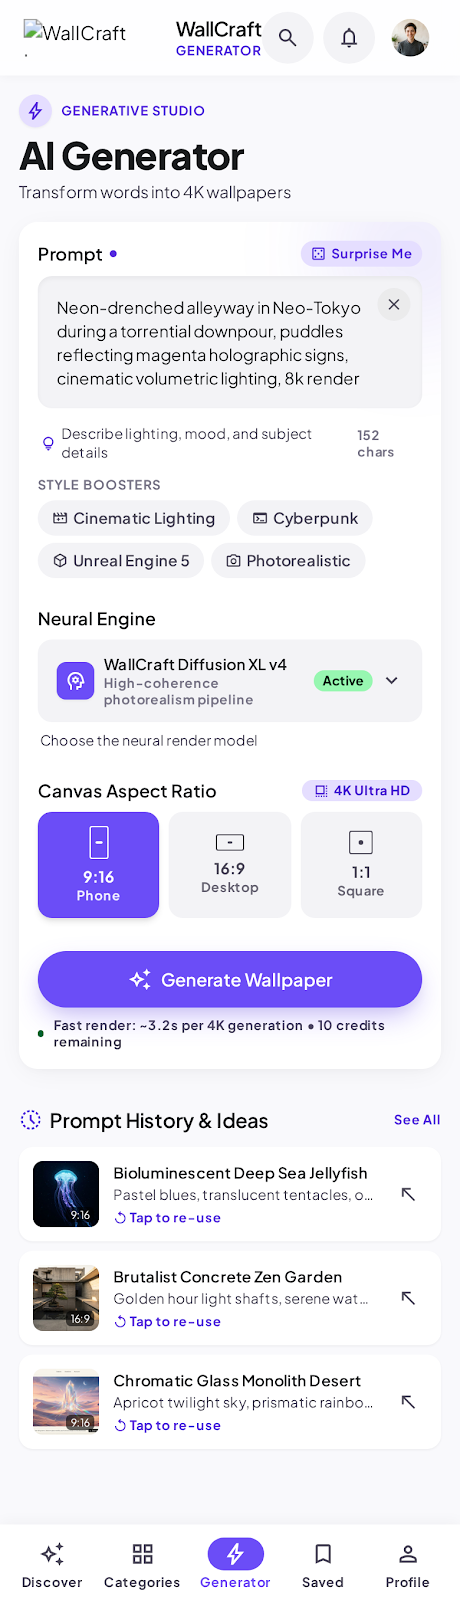 WallCraft
.
WallCraft
GENERATOR
GENERATIVE STUDIO
AI Generator
Transform words into 4K wallpapers
Prompt
Surprise Me
Neon-drenched alleyway in Neo-Tokyo
during a torrential downpour, puddles
reflecting magenta holographic signs,
cinematic volumetric lighting, 8k render
Describe lighting, mood, and subject
details
152
chars
STYLE BOOSTERS
Cinematic Lighting
Cyberpunk
Unreal Engine 5
Photorealistic
Neural Engine
WallCraft Diffusion XL v4
High-coherence
photorealism pipeline
Active
Choose the neural render model
Canvas Aspect Ratio
4K Ultra HD
9:16
Phone
16:9
Desktop
1:1
Square
Generate Wallpaper
Fast render: ~3.2s per 4K generation • 10 credits
remaining
Prompt History & Ideas
See All
Bioluminescent Deep Sea Jellyfish
Pastel blues, translucent tentacles, o...
9:16
Tap to re-use
Brutalist Concrete Zen Garden
Golden hour light shafts, serene wat...
16:9
Tap to re-use
Chromatic Glass Monolith Desert
Apricot twilight sky, prismatic rainbo...
9:16
Tap to re-use
Discover
Categories
Generator
Saved
Profile